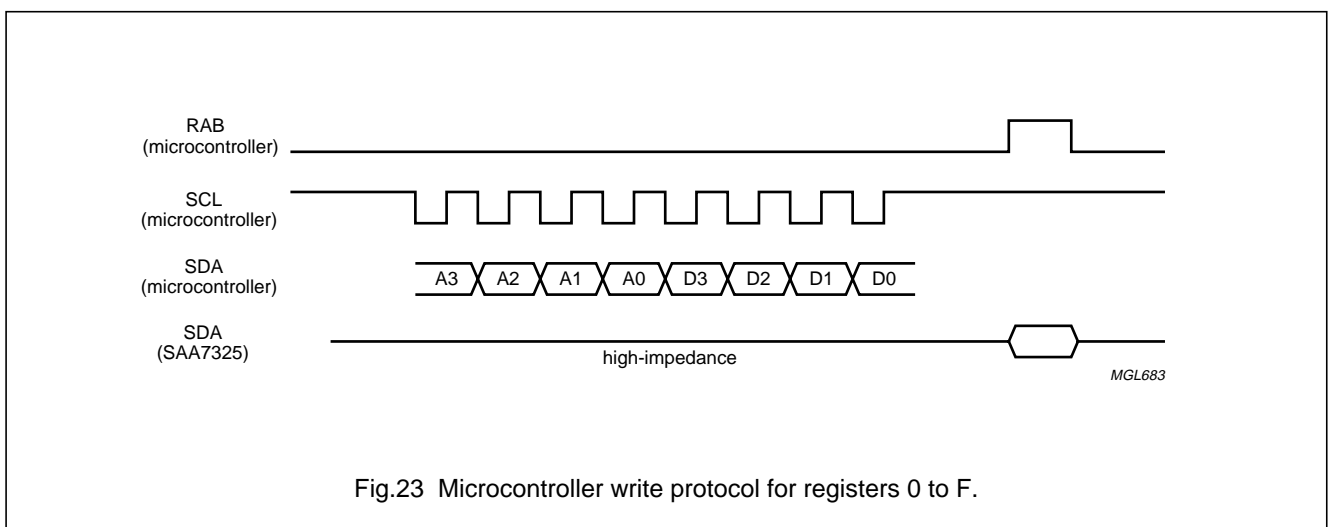 RAB
(microcontroller)
SCL
(microcontroller)
SDA
(microcontroller)
A3 A2 A1 A0 D3 D2 D1 D0
SDA
(SAA7325)
high-impedance
MGL683
Fig.23 Microcontroller write protocol for registers 0 to F.